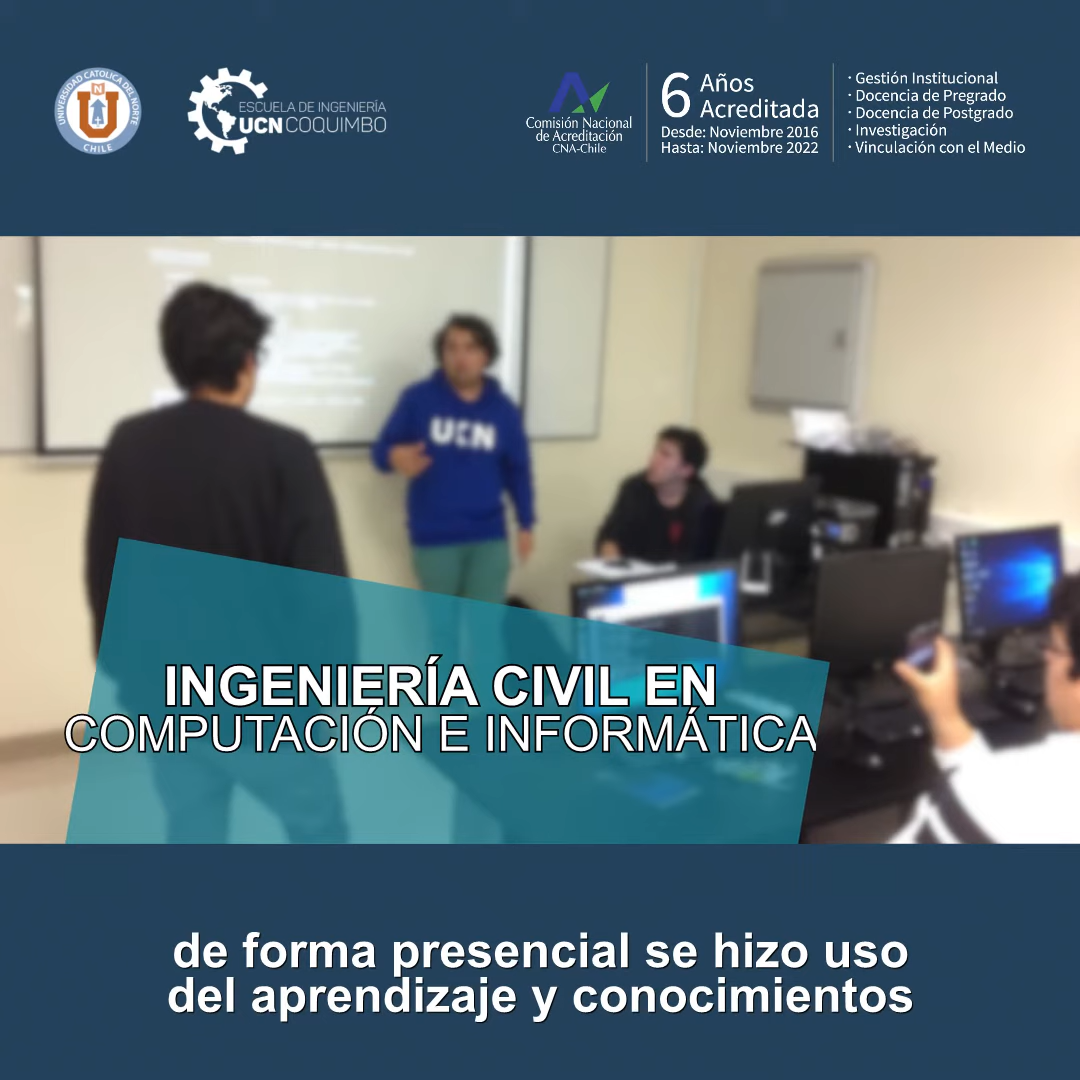 UNIVERSIDAD CATOLICA DEL NORTE
N
U
CHILE
ESCUELA DE INGENIERÍA
UCN COQUIMBO
Comisión Nacional
de Acreditación
CNA-Chile
6 Años
Acreditada
Desde: Noviembre 2016
Hasta: Noviembre 2022
· Gestión Institucional
· Docencia de Pregrado
· Docencia de Postgrado
· Investigación
· Vinculación con el Medio
UCN
INGENIERÍA CIVIL EN
COMPUTACIÓN E INFORMÁTICA
de forma presencial se hizo uso
del aprendizaje y conocimientos